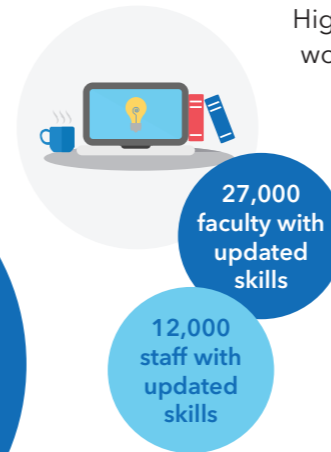 27,000
faculty with
updated
skills
12,000
staff with
updated
skills